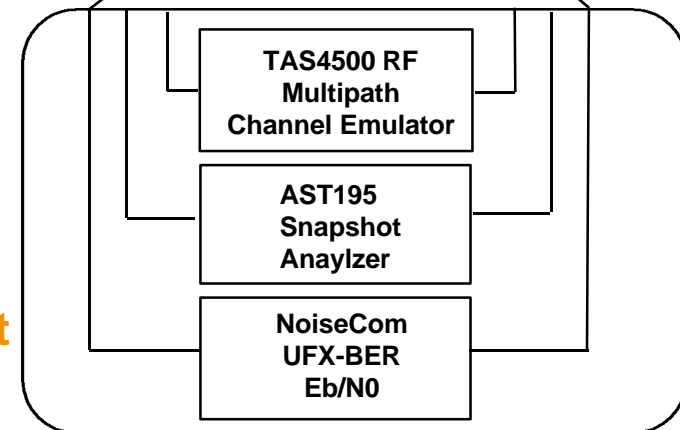 TAS4500 RF
Multipath
Channel Emulator
AST195
Snapshot
Anaylzer
t
NoiseCom
UFX-BER
Eb/N0